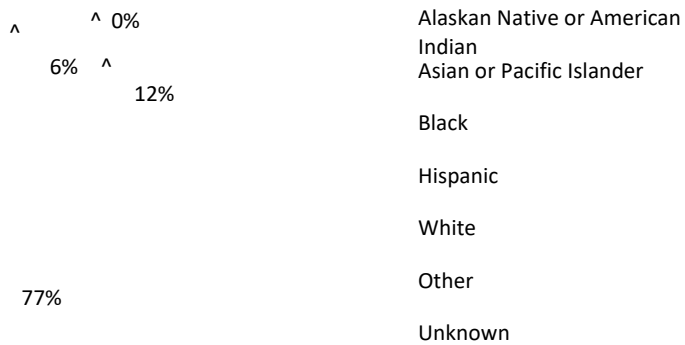 ^ ^ 0%
6% ^
12%
77%
Alaskan Native or American
Indian
Asian or Pacific Islander
Black
Hispanic
White
Other
Unknown